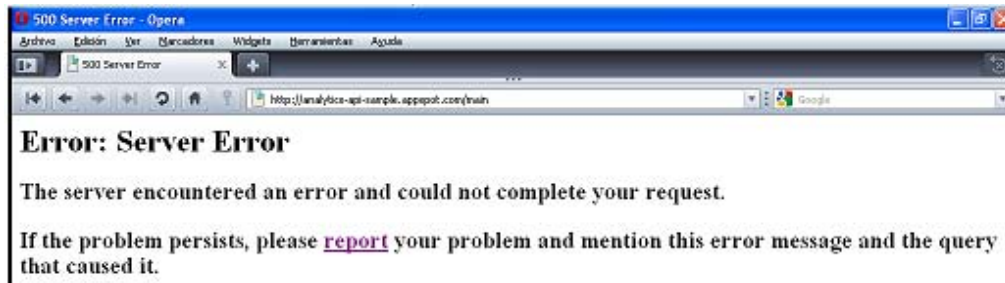 500 Server Error - Opera
Archivo Edición Ver Marcadores Widgets Herramientas Ayuda
500 Server Error
http://analytics-api-sample.appspot.com/main
Google
Error: Server Error
The server encountered an error and could not complete your request.
If the problem persists, please report your problem and mention this error message and the query
that caused it.